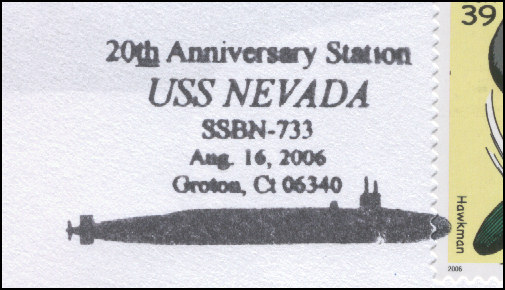 20th Anniversary Station
USS NEVADA
SSBN-733
Aug. 16, 2006
Groton, Ct 06340
39
Hawkman
2006